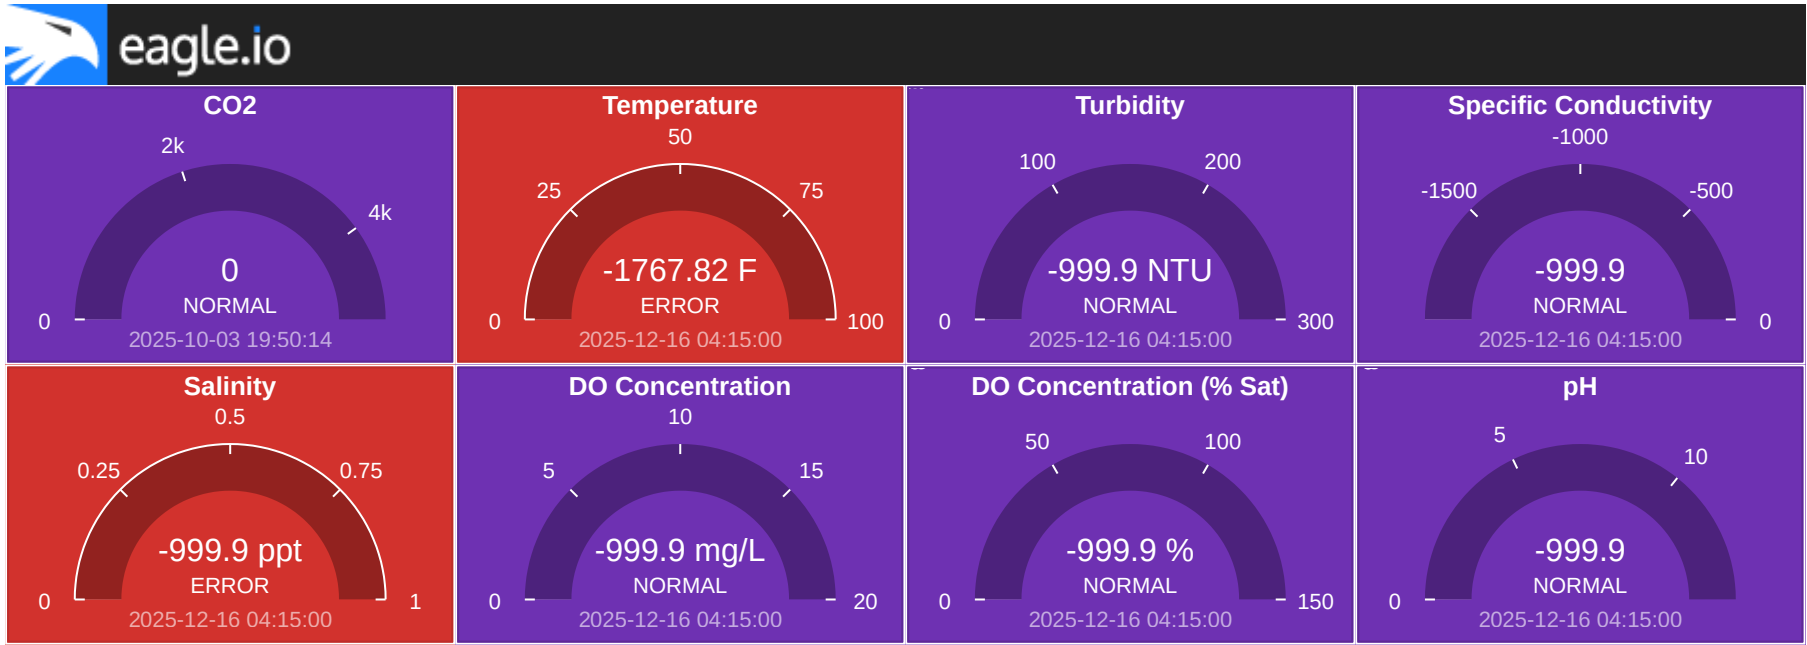 eagle.io
CO2
2k
4k
0
0
NORMAL
2025-10-03 19:50:14
Temperature
50
25
75
-1767.82 F
ERROR
0
100
2025-12-16 04:15:00
Turbidity
100
200
-999.9 NTU
NORMAL
0
300
2025-12-16 04:15:00
Specific Conductivity
-1000
-1500
-500
-999.9
NORMAL
0
2025-12-16 04:15:00
Salinity
0.5
0.25
0.75
-999.9 ppt
ERROR
0
1
2025-12-16 04:15:00
DO Concentration
10
5
15
-999.9 mg/L
NORMAL
0
20
2025-12-16 04:15:00
DO Concentration (% Sat)
50
100
-999.9 %
NORMAL
0
150
2025-12-16 04:15:00
pH
5
10
-999.9
NORMAL
0
2025-12-16 04:15:00